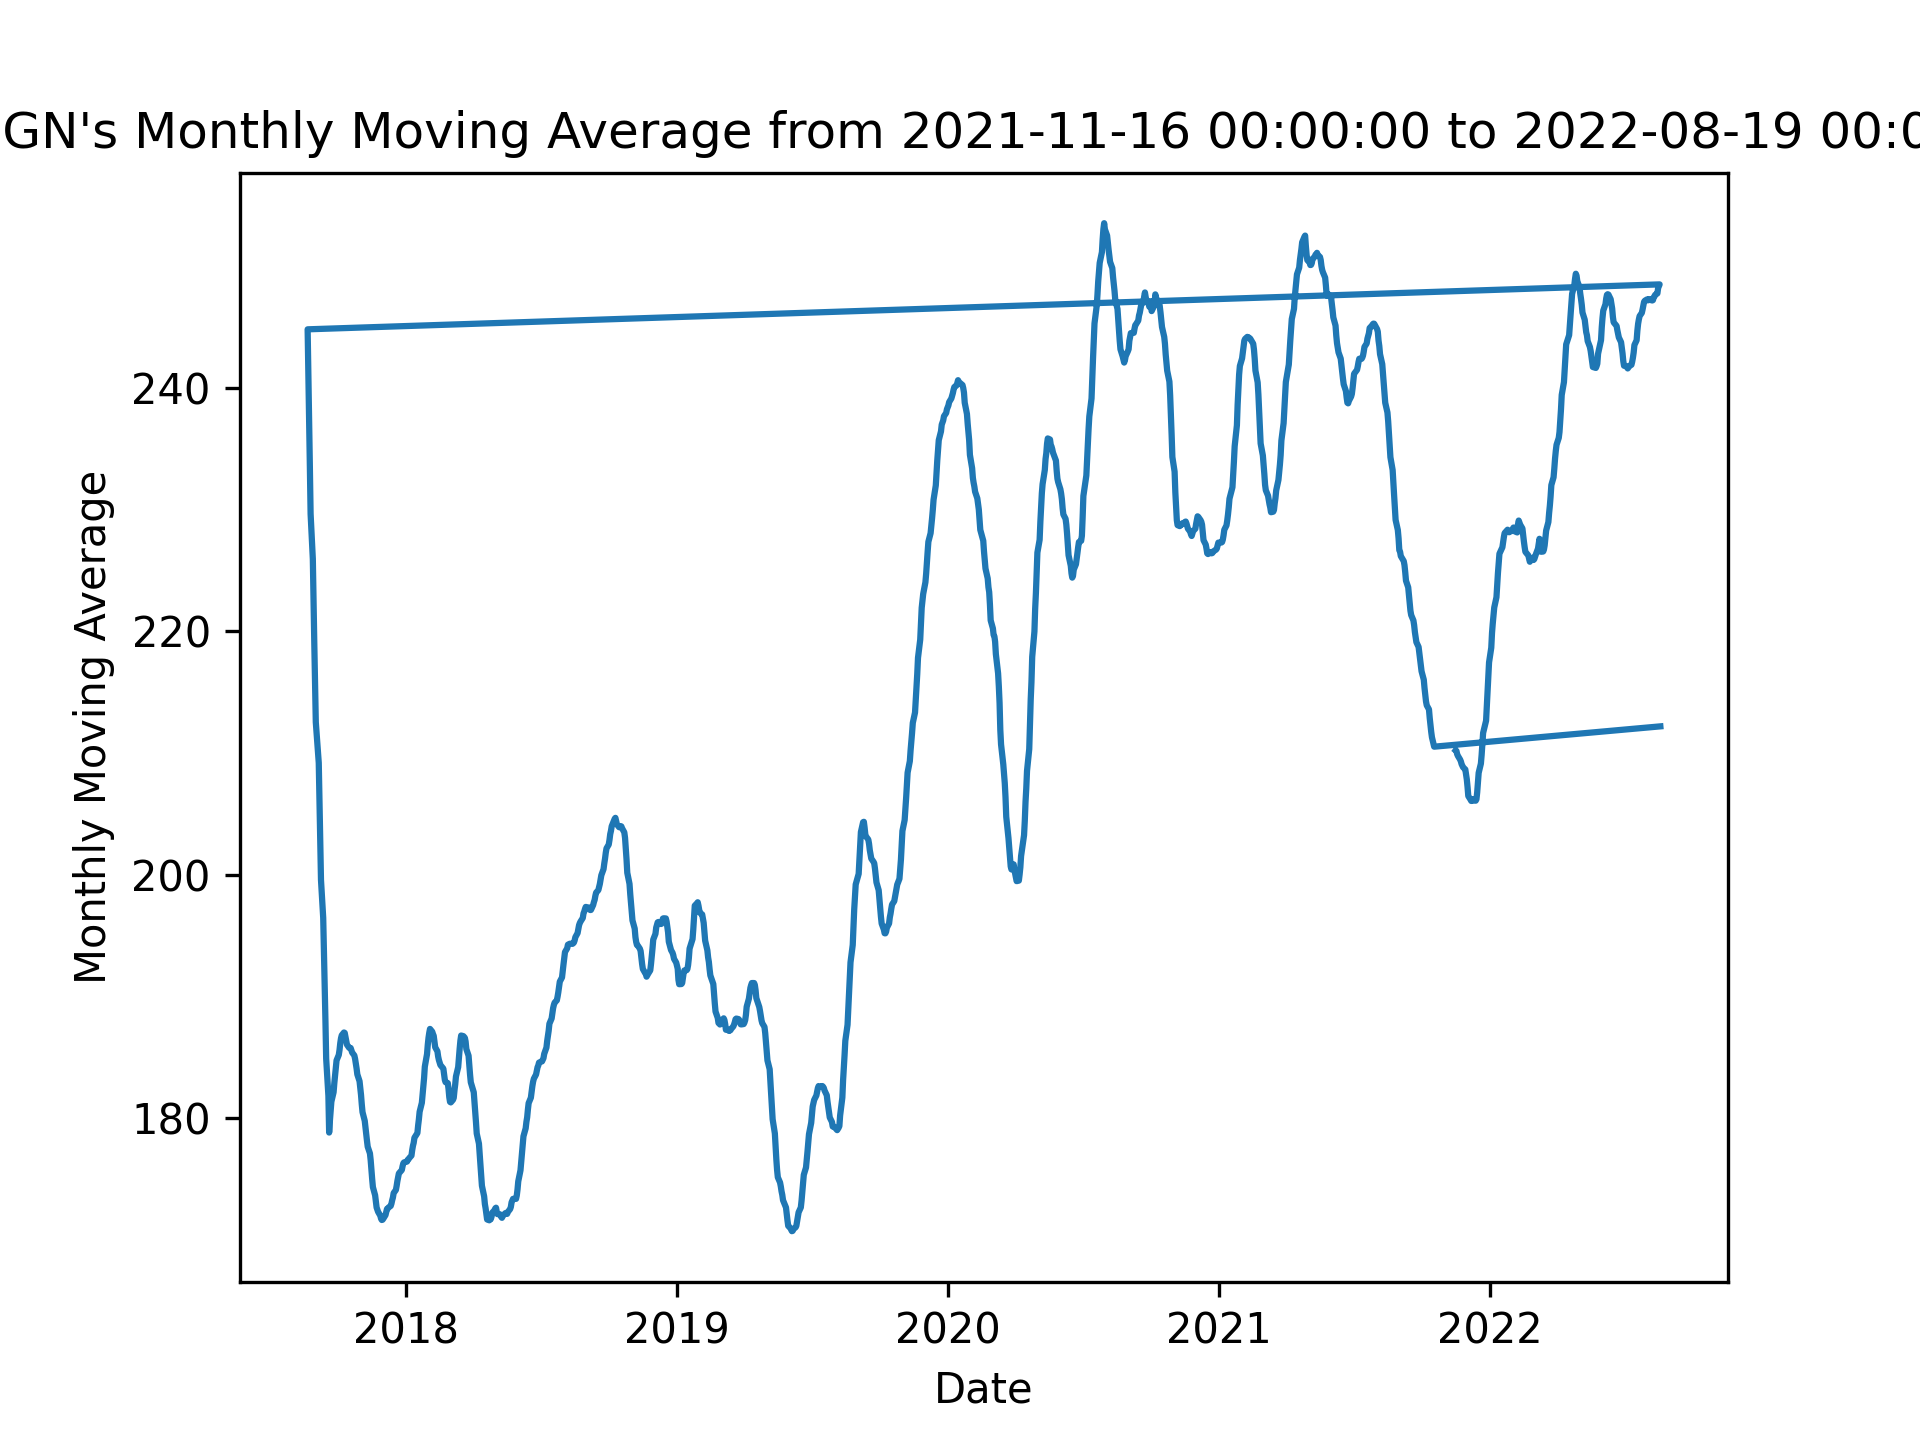 GN's Monthly Moving Average from 2021-11-16 00:00:00 to 2022-08-19 00:0
Monthly Moving Average
240
220
200
180
2018 2019 2020 2021 2022
Date